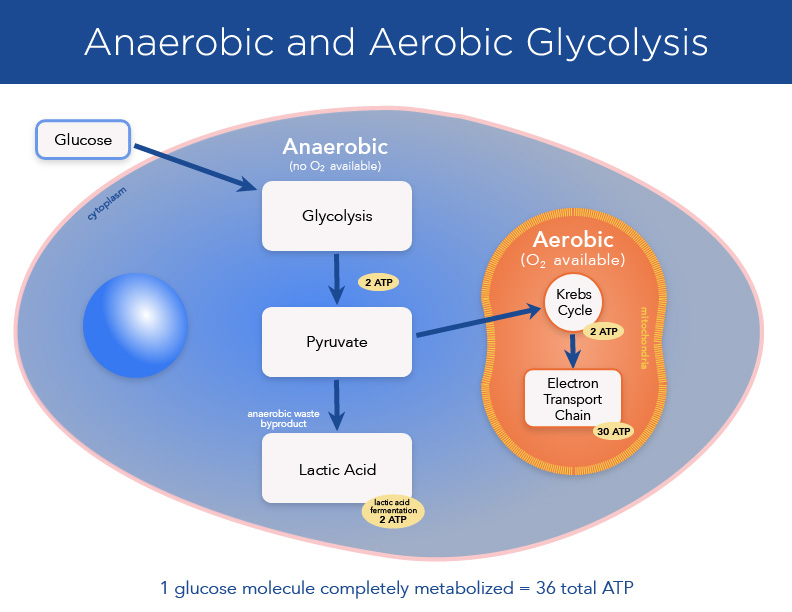 Anaerobic and Aerobic Glycolysis
Glucose
cytoplasm
Anaerobic
(no O₂ available)
Glycolysis
2 ATP
Pyruvate
anaerobic waste
byproduct
Lactic Acid
lactic acid
fermentation
2 ATP
Aerobic
(O₂ available)
Krebs
Cycle
2 ATP
mitochondria
Electron
Transport
Chain
30 ATP
1 glucose molecule completely metabolized = 36 total ATP